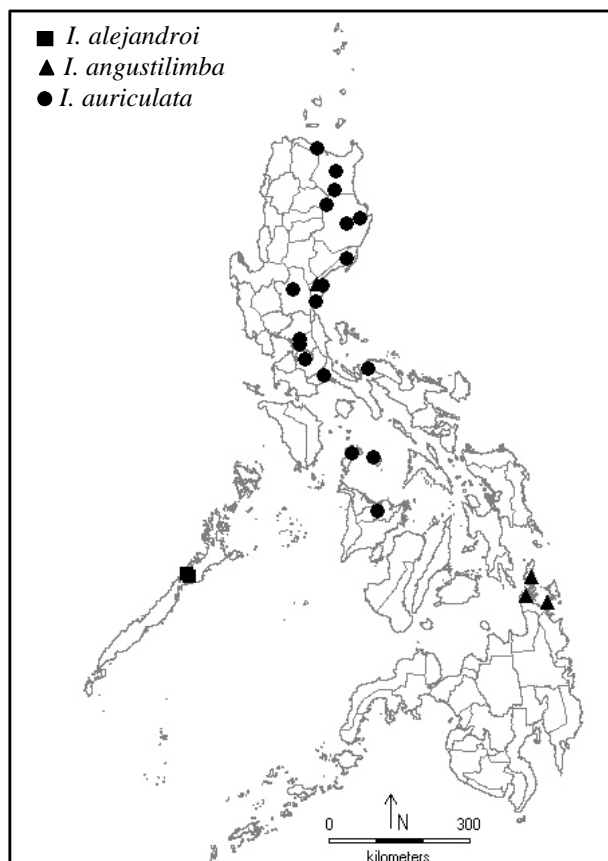 I. alejandroi
I. angustilimba
I. auriculata
N
0 300
kilometers